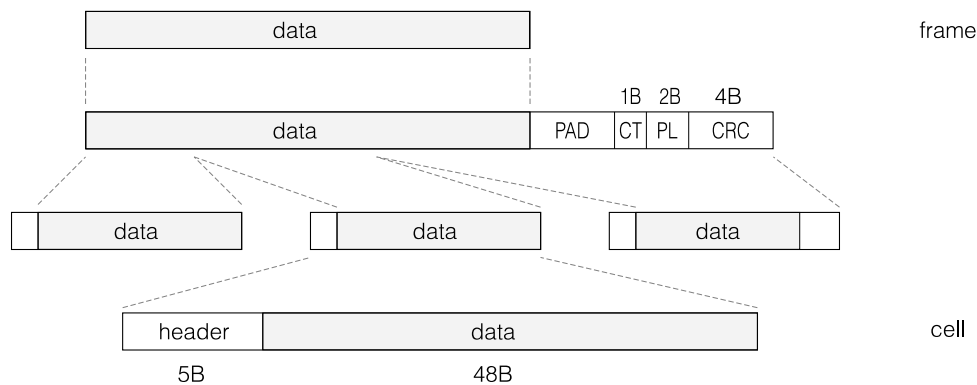 data frame
1B 2B 4B
data PAD CT PL CRC
data data data
header data cell
5B 48B